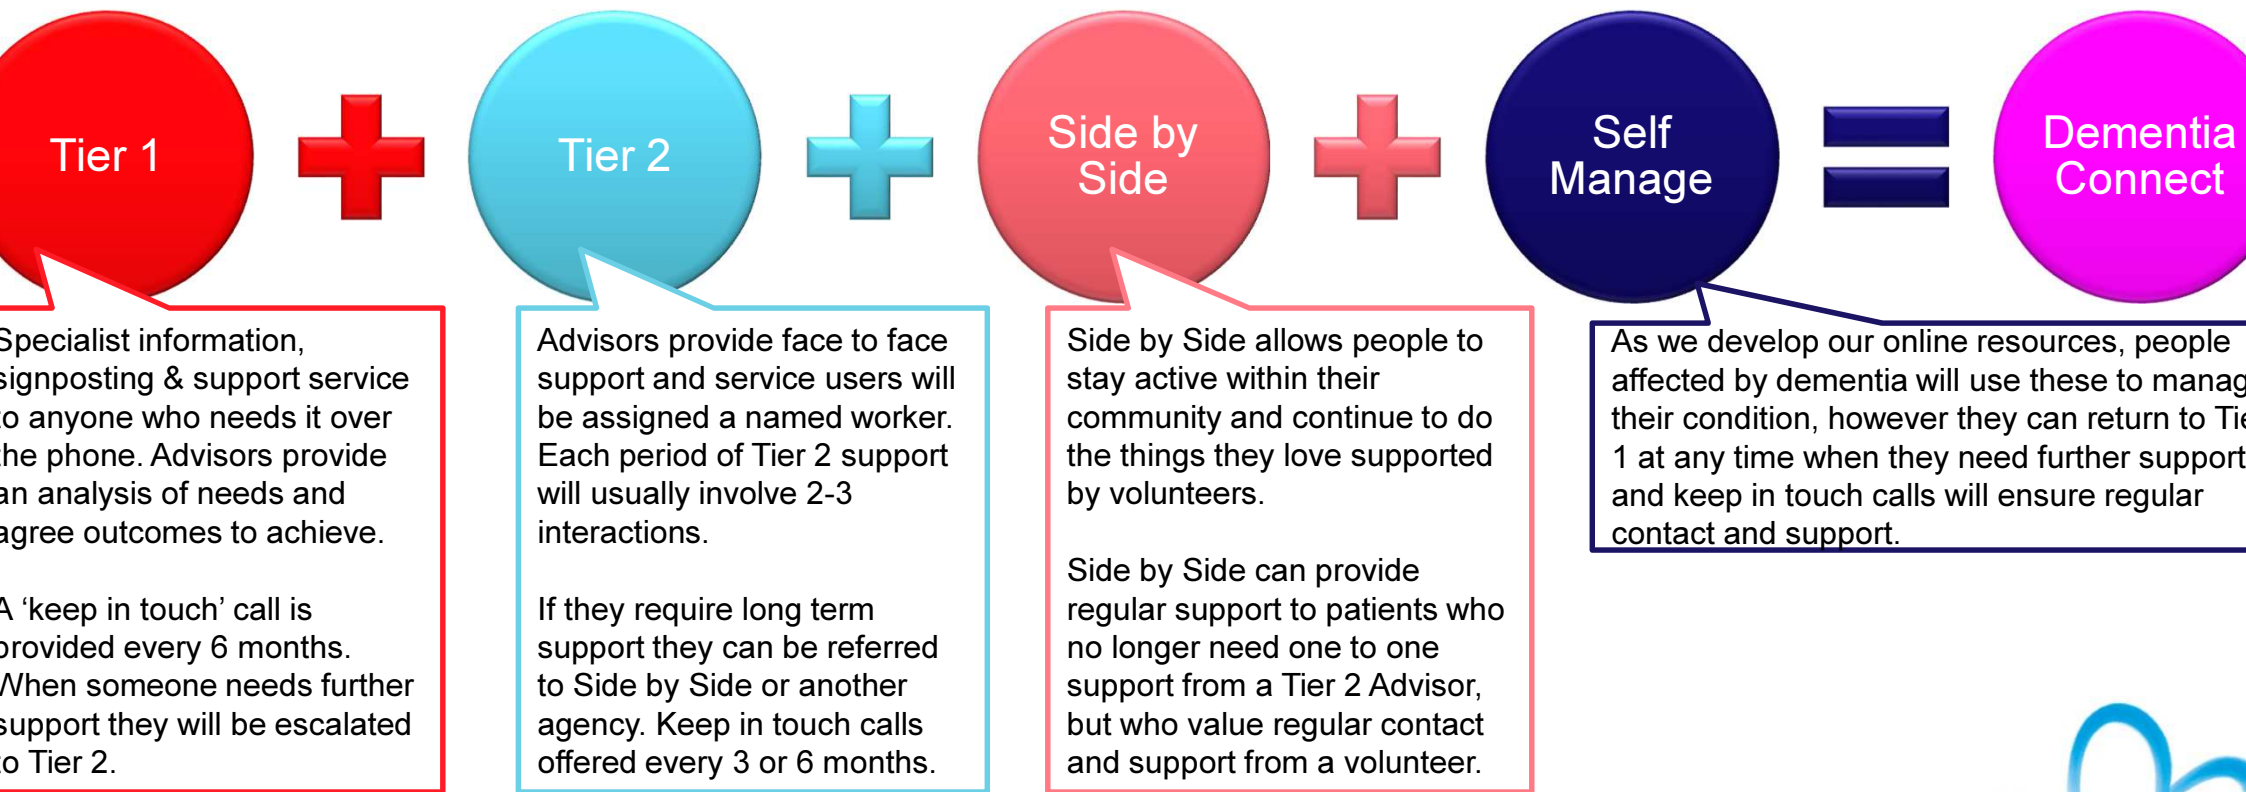 Tier 1
Tier 2
Side by
Side
Self
Manage
Dementia
Connect
Specialist information,
signposting & support service
to anyone who needs it over
the phone. Advisors provide
an analysis of needs and
agree outcomes to achieve.
A ‘keep in touch’ call is
provided every 6 months.
When someone needs further
support they will be escalated
to Tier 2.
Advisors provide face to face
support and service users will
be assigned a named worker.
Each period of Tier 2 support
will usually involve 2-3
interactions.
If they require long term
support they can be referred
to Side by Side or another
agency. Keep in touch calls
offered every 3 or 6 months.
Side by Side allows people to
stay active within their
community and continue to do
the things they love supported
by volunteers.
Side by Side can provide
regular support to patients who
no longer need one to one
support from a Tier 2 Advisor,
but who value regular contact
and support from a volunteer.
As we develop our online resources, people
affected by dementia will use these to manag
their condition, however they can return to Tie
1 at any time when they need further support
and keep in touch calls will ensure regular
contact and support.